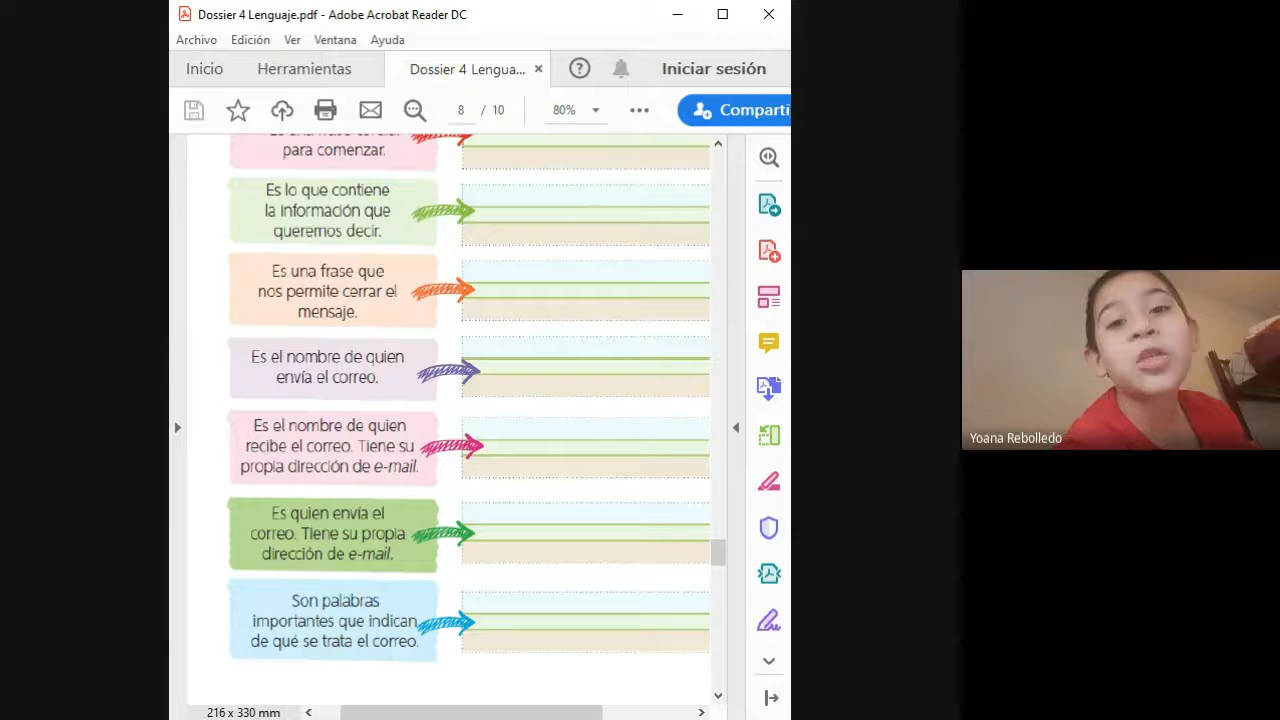 Dossier 4 Lenguaje.pdf - Adobe Acrobat Reader DC
Archivo Edición Ver Ventana Ayuda
Inicio Herramientas Dossier 4 Lengua... × ? Iniciar sesión
8 / 10 80% Comparti
para comenzar.
Es lo que contiene
la información que
queremos decir.
Es una frase que
nos permite cerrar el
mensaje.
Es el nombre de quien
envía el correo.
Es el nombre de quien
recibe el correo. Tiene su
propia dirección de e-mail.
Es quien envía el
correo. Tiene su propia
dirección de e-mail.
Son palabras
importantes que indican
de qué se trata el correo.
Yoana Rebolledo
216 x 330 mm